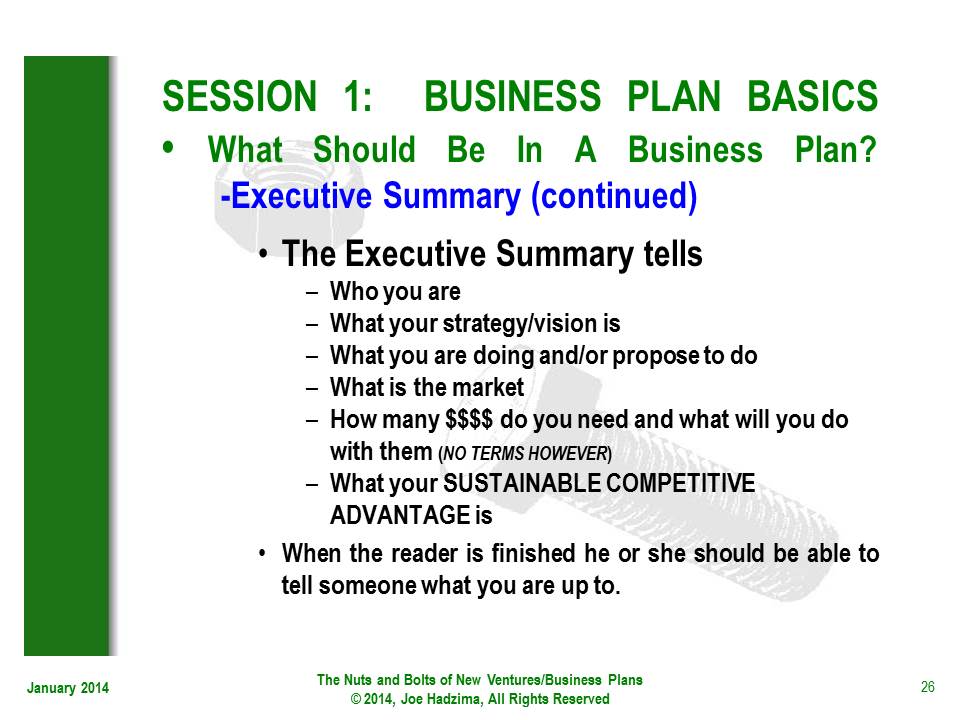 SESSION 1: BUSINESS PLAN BASICS
• What Should Be In A Business Plan?
-Executive Summary (continued)
• The Executive Summary tells
– Who you are
– What your strategy/vision is
– What you are doing and/or propose to do
– What is the market
– How many $$$$ do you need and what will you do
with them (NO TERMS HOWEVER)
– What your SUSTAINABLE COMPETITIVE
ADVANTAGE is
• When the reader is finished he or she should be able to
tell someone what you are up to.
January 2014
The Nuts and Bolts of New Ventures/Business Plans
© 2014, Joe Hadzima, All Rights Reserved
26